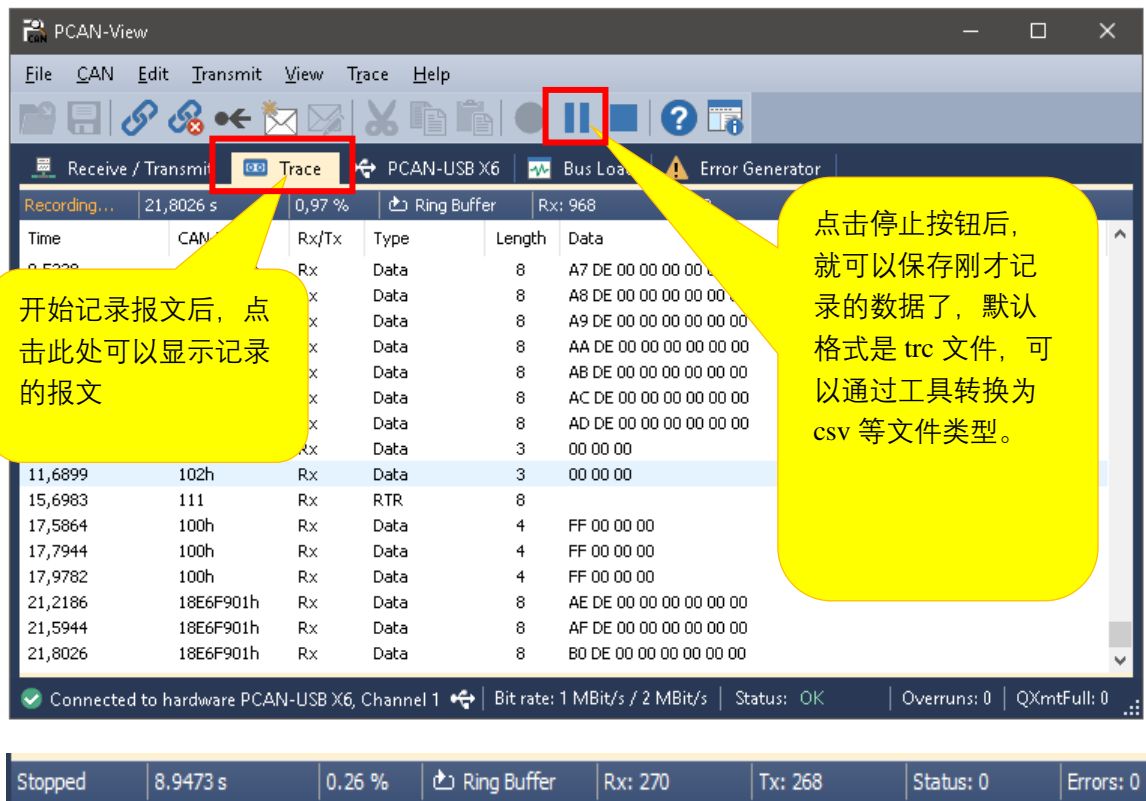 PCAN-View
File CAN Edit Transmit View Trace Help
Receive / Transmit Trace PCAN-USB X6 Bus Load Error Generator
Recording... 21,8026 s 0,97 % Ring Buffer Rx: 968
Time CAN- Rx/Tx Type Length Data
Rx Data 8 A7 DE 00 00 00 00
Data 8 A8 DE 00 00 00 00
Data 8 A9 DE 00 00 00 00 00 00
Data 8 AA DE 00 00 00 00 00 00
Data 8 AB DE 00 00 00 00 00 00
Data 8 AC DE 00 00 00 00 00 00
Data 8 AD DE 00 00 00 00 00 00
Rx Data 3 00 00 00
11,6899 102h Rx Data 3 00 00 00
15,6983 111 Rx RTR 8
17,5864 100h Rx Data 4 FF 00 00 00
17,7944 100h Rx Data 4 FF 00 00 00
17,9782 100h Rx Data 4 FF 00 00 00
21,2186 18E6F901h Rx Data 8 AE DE 00 00 00 00 00 00
21,5944 18E6F901h Rx Data 8 AF DE 00 00 00 00 00 00
21,8026 18E6F901h Rx Data 8 B0 DE 00 00 00 00 00 00
开始记录报文后，点
击此处可以显示记录
的报文
点击停止按钮后，
就可以保存刚才记
录的数据了，默认
格式是 trc 文件，可
以通过工具转换为
csv 等文件类型。
Connected to hardware PCAN-USB X6, Channel 1 Bit rate: 1 MBit/s / 2 MBit/s Status: OK Overruns: 0 QXmtFull: 0
Stopped 8.9473 s 0.26 % Ring Buffer Rx: 270 Tx: 268 Status: 0 Errors: 0